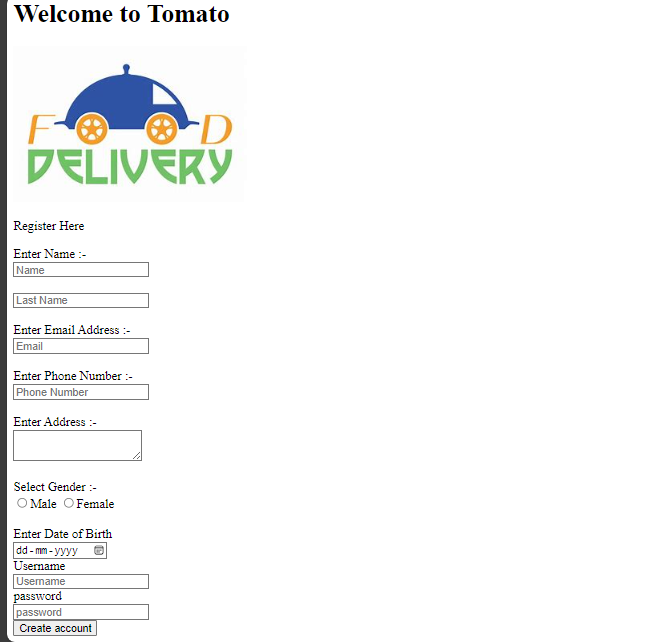 Welcome to Tomato
F D
DELIVERY
Register Here
Enter Name :-
Name
Last Name
Enter Email Address :-
Email
Enter Phone Number :-
Phone Number
Enter Address :-
Select Gender :-
Male Female
Enter Date of Birth
dd-mm-yyyy
Username
Username
password
password
Create account